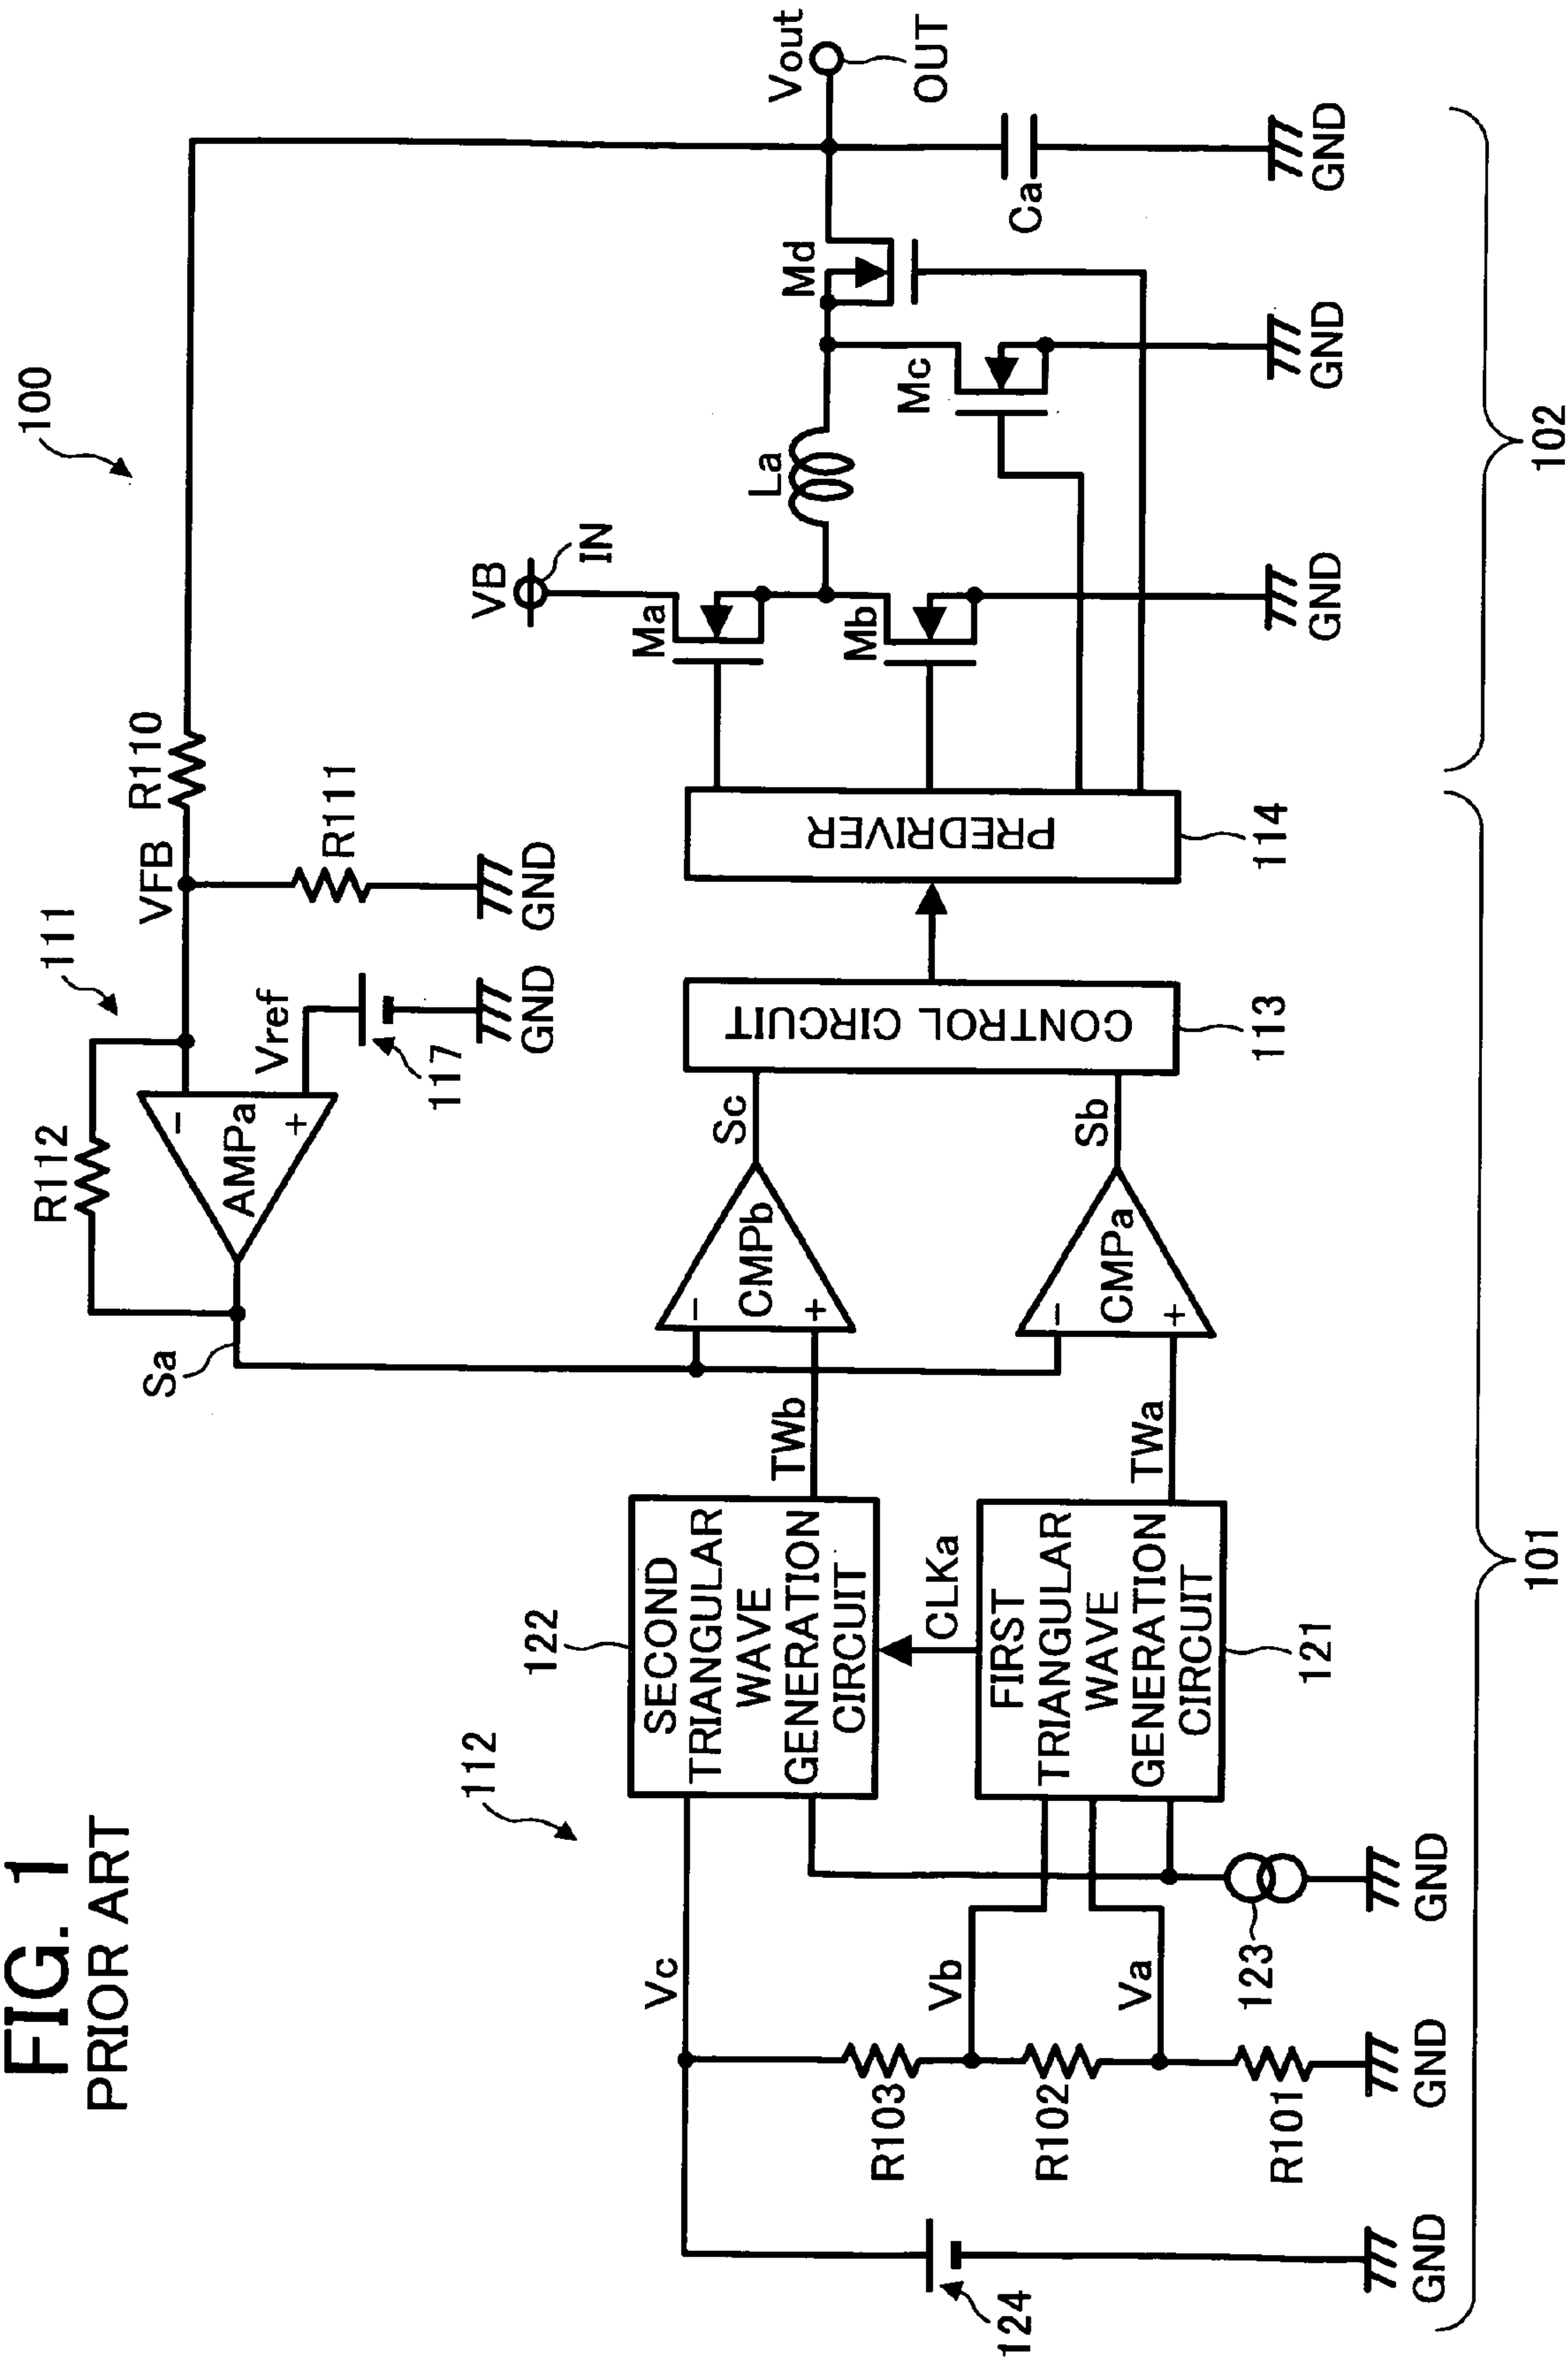 FIG. 1
PRIOR ART
100
111
R112
AMPa
-
+
Sa
Vref
117
GND
VFB
R110
R111
GND
VB
IN
Ma
Mb
GND
La
Mc
GND
Md
Ca
GND
Vout
OUT
102
112
122
SECOND
TRIANGULAR
WAVE
GENERATION
CIRCUIT
TWb
CLKa
FIRST
TRIANGULAR
WAVE
GENERATION
CIRCUIT
121
TWa
CMPb
-
+
Sc
CMPa
-
+
Sb
CONTROL CIRCUIT
113
PREDRIVER
114
Vc
Vb
Va
R103
R102
R101
GND
123
GND
124
GND
101